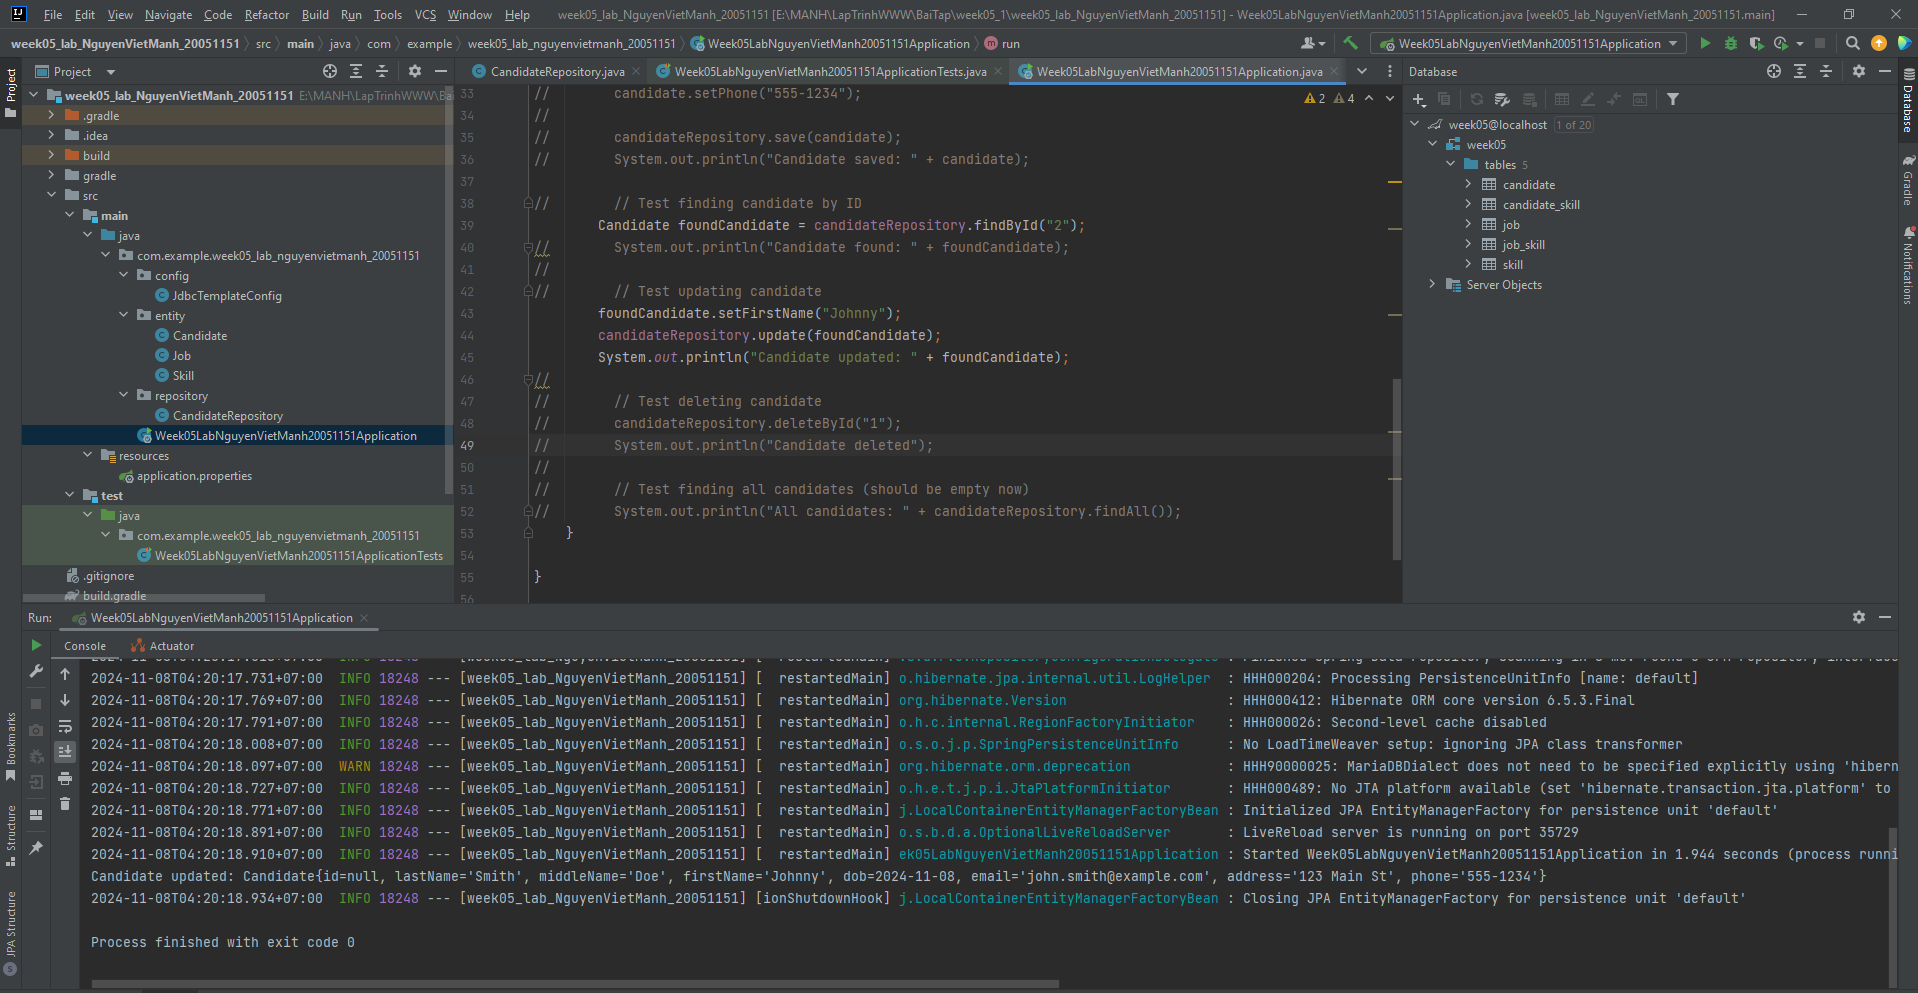 File Edit View Navigate Code Refactor Build Run Tools VCS Window Help week05_lab_NguyenVietManh_20051151 [E:\MANH\LapTrinhWWW\BaiTap\week05_1\week05_lab_NguyenVietManh_20051151] - Week05LabNguyenVietManh20051151Application.java [week05_lab_NguyenVietManh_20051151.main]
week05_lab_NguyenVietManh_20051151 src main java com example week05_lab_nguyenvietmanh_20051151 Week05LabNguyenVietManh20051151Application run Week05LabNguyenVietManh20051151Application
Project
Project
week05_lab_NguyenVietManh_20051151 E:\MANH\LapTrinhWWW\Bai
.gradle
.idea
build
gradle
src
main
java
com.example.week05_lab_nguyenvietmanh_20051151
config
JdbcTemplateConfig
entity
Candidate
Job
Skill
repository
CandidateRepository
Week05LabNguyenVietManh20051151Application
resources
application.properties
test
java
com.example.week05_lab_nguyenvietmanh_20051151
Week05LabNguyenVietManh20051151ApplicationTests
.gitignore
build.gradle
CandidateRepository.java Week05LabNguyenVietManh20051151ApplicationTests.java Week05LabNguyenVietManh20051151Application.java
2 4
33 // candidate.setPhone("555-1234");
34 //
35 // candidateRepository.save(candidate);
36 // System.out.println("Candidate saved: " + candidate);
37
38 // // Test finding candidate by ID
39 Candidate foundCandidate = candidateRepository.findById("2");
40 // System.out.println("Candidate found: " + foundCandidate);
41 //
42 // // Test updating candidate
43 foundCandidate.setFirstName("Johnny");
44 candidateRepository.update(foundCandidate);
45 System.out.println("Candidate updated: " + foundCandidate);
46 //
47 // // Test deleting candidate
48 // candidateRepository.deleteById("1");
49 // System.out.println("Candidate deleted");
50 //
51 // // Test finding all candidates (should be empty now)
52 // System.out.println("All candidates: " + candidateRepository.findAll());
53 }
54
55 }
56
Database
week05@localhost 1 of 20
week05
tables 5
candidate
candidate_skill
job
job_skill
skill
Server Objects
Database
Gradle
Notifications
Run: Week05LabNguyenVietManh20051151Application
Console Actuator
2024-11-08T04:20:17.731+07:00 INFO 18248 --- [week05_lab_NguyenVietManh_20051151] [ restartedMain] o.hibernate.jpa.internal.util.LogHelper : HHH000204: Processing PersistenceUnitInfo [name: default]
2024-11-08T04:20:17.769+07:00 INFO 18248 --- [week05_lab_NguyenVietManh_20051151] [ restartedMain] org.hibernate.Version : HHH000412: Hibernate ORM core version 6.5.3.Final
2024-11-08T04:20:17.791+07:00 INFO 18248 --- [week05_lab_NguyenVietManh_20051151] [ restartedMain] o.h.c.internal.RegionFactoryInitiator : HHH000026: Second-level cache disabled
2024-11-08T04:20:18.008+07:00 INFO 18248 --- [week05_lab_NguyenVietManh_20051151] [ restartedMain] o.s.o.j.p.SpringPersistenceUnitInfo : No LoadTimeWeaver setup: ignoring JPA class transformer
2024-11-08T04:20:18.097+07:00 WARN 18248 --- [week05_lab_NguyenVietManh_20051151] [ restartedMain] org.hibernate.orm.deprecation : HHH90000025: MariaDBDialect does not need to be specified explicitly using 'hibern
2024-11-08T04:20:18.727+07:00 INFO 18248 --- [week05_lab_NguyenVietManh_20051151] [ restartedMain] o.h.e.t.j.p.i.JtaPlatformInitiator : HHH000489: No JTA platform available (set 'hibernate.transaction.jta.platform' to
2024-11-08T04:20:18.771+07:00 INFO 18248 --- [week05_lab_NguyenVietManh_20051151] [ restartedMain] j.LocalContainerEntityManagerFactoryBean : Initialized JPA EntityManagerFactory for persistence unit 'default'
2024-11-08T04:20:18.891+07:00 INFO 18248 --- [week05_lab_NguyenVietManh_20051151] [ restartedMain] o.s.b.d.a.OptionalLiveReloadServer : LiveReload server is running on port 35729
2024-11-08T04:20:18.910+07:00 INFO 18248 --- [week05_lab_NguyenVietManh_20051151] [ restartedMain] ek05LabNguyenVietManh20051151Application : Started Week05LabNguyenVietManh20051151Application in 1.944 seconds (process runni
Candidate updated: Candidate{id=null, lastName='Smith', middleName='Doe', firstName='Johnny', dob=2024-11-08, email='john.smith@example.com', address='123 Main St', phone='555-1234'}
2024-11-08T04:20:18.934+07:00 INFO 18248 --- [week05_lab_NguyenVietManh_20051151] [ionShutdownHook] j.LocalContainerEntityManagerFactoryBean : Closing JPA EntityManagerFactory for persistence unit 'default'
Process finished with exit code 0
Bookmarks
Structure
JPA Structure